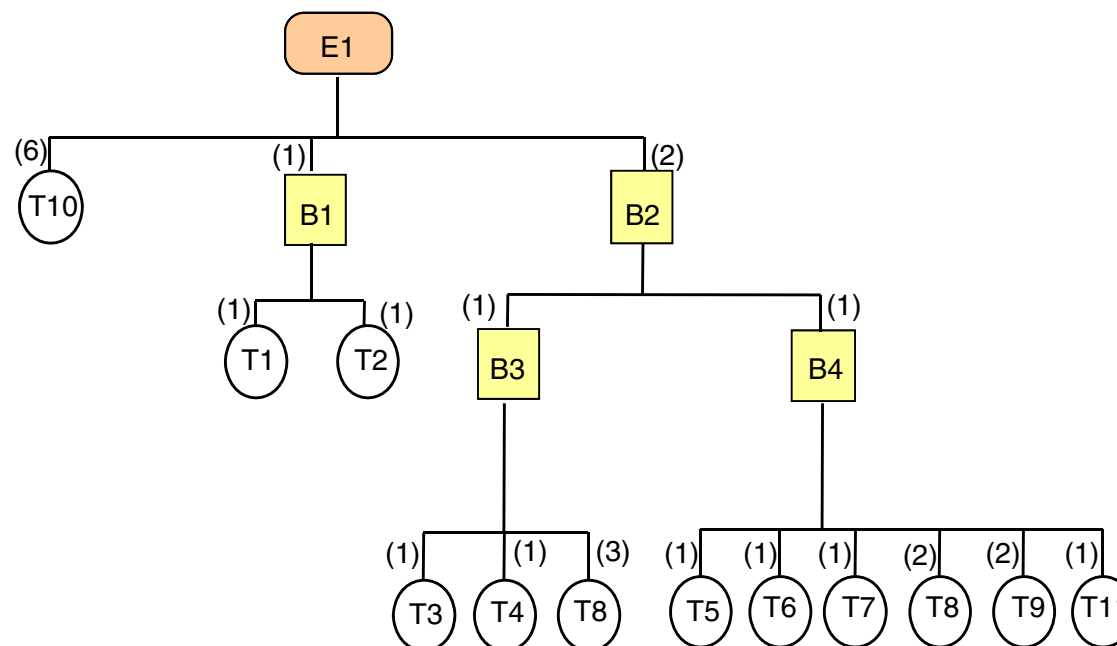 E1
(6) (1) (2)
T10 B1 B2
(1) (1) (1) (1)
T1 T2 B3 B4
(1) (1) (3) (1) (1) (1) (2) (2) (1)
T3 T4 T8 T5 T6 T7 T8 T9